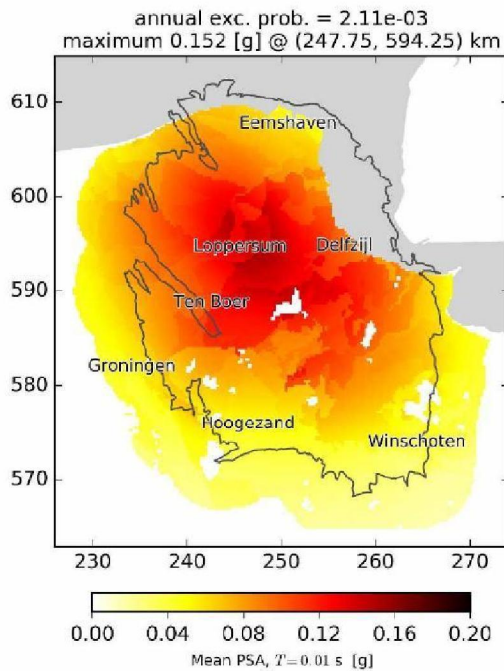 annual exc. prob. = 2.11e-03
maximum 0.152 [g] @ (247.75, 594.25) km
610
Eemshaven
600
Loppersum Delfzijl
590
Ten Boer
Groningen
580
Hoogezand
Winschoten
570
230 240 250 260 270
0.00 0.04 0.08 0.12 0.16 0.20
Mean PSA, T=0.01 s [g]